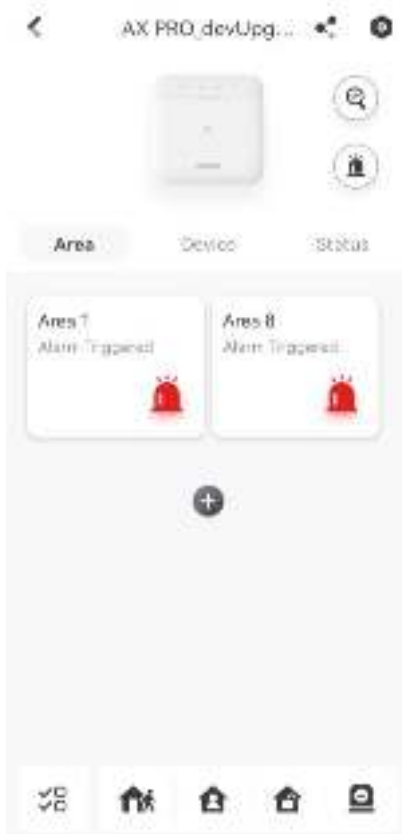 AX PRO_devUpg...
Area
Device
Status
Area 1
Alarm Triggered
Area 8
Alarm Triggered